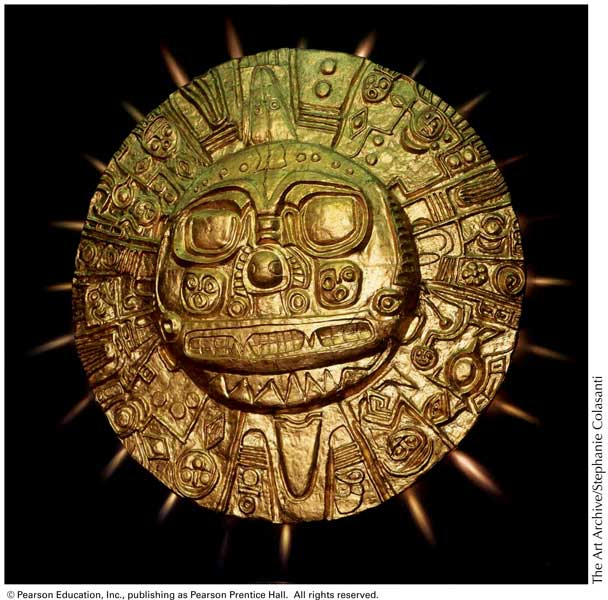 The Art Archive/Stephanie Colasanti
© Pearson Education, Inc., publishing as Pearson Prentice Hall. All rights reserved.